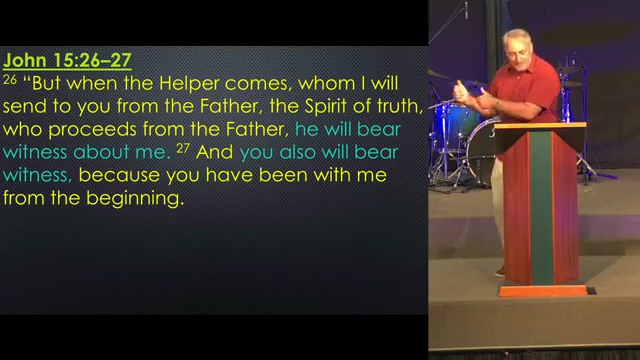 John 15:26–27
26 “But when the Helper comes, whom I will
send to you from the Father, the Spirit of truth,
who proceeds from the Father, he will bear
witness about me. 27 And you also will bear
witness, because you have been with me
from the beginning.